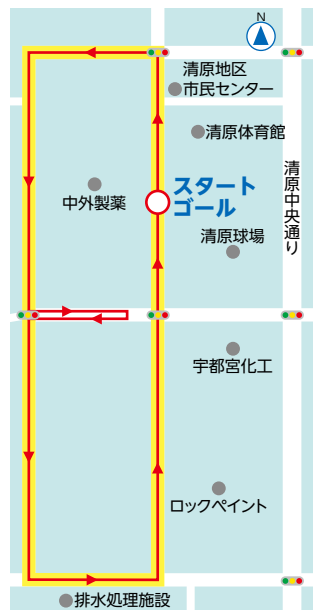 N
清原地区
市民センター
清原体育館
スタート
ゴール
中外製薬
清原球場
清原中央通り
宇都宮化工
ロックペイント
排水処理施設